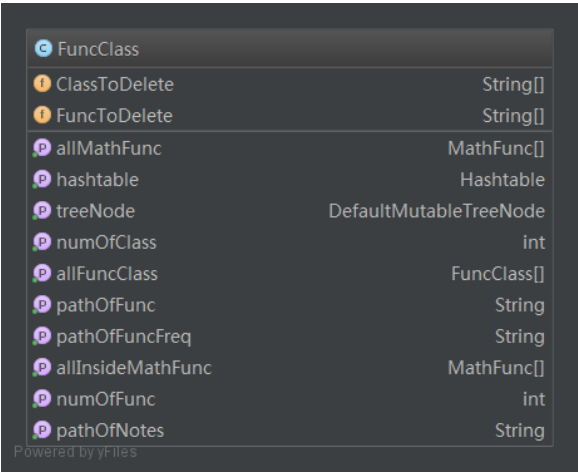 FuncClass
ClassToDelete String[]
FuncToDelete String[]
allMathFunc MathFunc[]
hashtable Hashtable
treeNode DefaultMutableTreeNode
numOfClass int
allFuncClass FuncClass[]
pathOfFunc String
pathOfFuncFreq String
allInsideMathFunc MathFunc[]
numOfFunc int
pathOfNotes String
Powered by yFiles